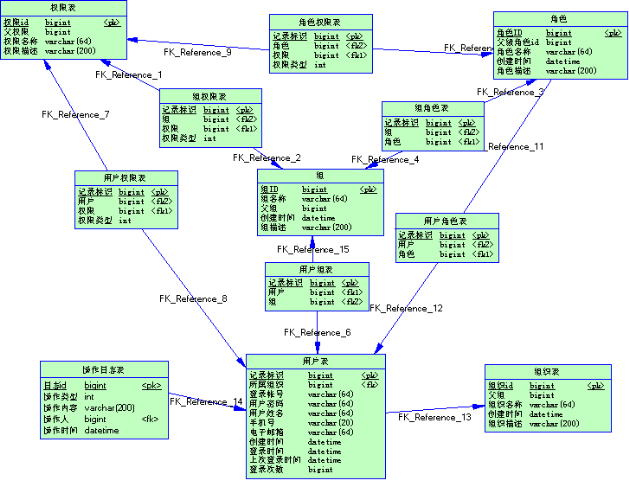 权限表
权限id bigint <pk>
父权限 bigint
权限名称 varchar(64)
权限描述 varchar(200)
角色权限表
记录标识 bigint <pk>
角色 bigint <fk2>
权限 bigint <fk1>
权限类型 int
角色
角色ID bigint <pk>
父级角色id bigint
角色名称 varchar(64)
创建时间 datetime
角色描述 varchar(200)
FK_Reference_9
FK_Reference
FK_Reference_1
FK_Reference_3
FK_Reference_7
组权限表
记录标识 bigint <pk>
组 bigint <fk2>
权限 bigint <fk1>
权限类型 int
组角色表
记录标识 bigint <pk>
组 bigint <fk2>
角色 bigint <fk1>
Reference_11
FK_Reference_2
FK_Reference_4
用户权限表
记录标识 bigint <pk>
用户 bigint <fk2>
权限 bigint <fk1>
权限类型 int
组
组ID bigint <pk>
组名称 varchar(64)
父组 bigint
创建时间 datetime
组描述 varchar(200)
用户角色表
记录标识 bigint <pk>
用户 bigint <fk2>
角色 bigint <fk1>
FK_Reference_15
用户组表
记录标识 bigint <pk>
用户 bigint <fk1>
组 bigint <fk2>
FK_Reference_8
FK_Reference_12
FK_Reference_6
操作日志表
日志id bigint <pk>
操作类型 int
操作内容 varchar(200)
操作人 bigint <fk>
操作时间 datetime
FK_Reference_14
用户表
记录标识 bigint <pk>
所属组织 bigint <fk>
登录帐号 varchar(64)
用户密码 varchar(64)
用户姓名 varchar(64)
手机号 varchar(20)
电子邮箱 varchar(64)
创建时间 datetime
登录时间 datetime
上次登录时间 datetime
登录次数 bigint
FK_Reference_13
组织表
组织id bigint <pk>
父组 bigint
组织名称 varchar(64)
创建时间 datetime
组织描述 varchar(200)